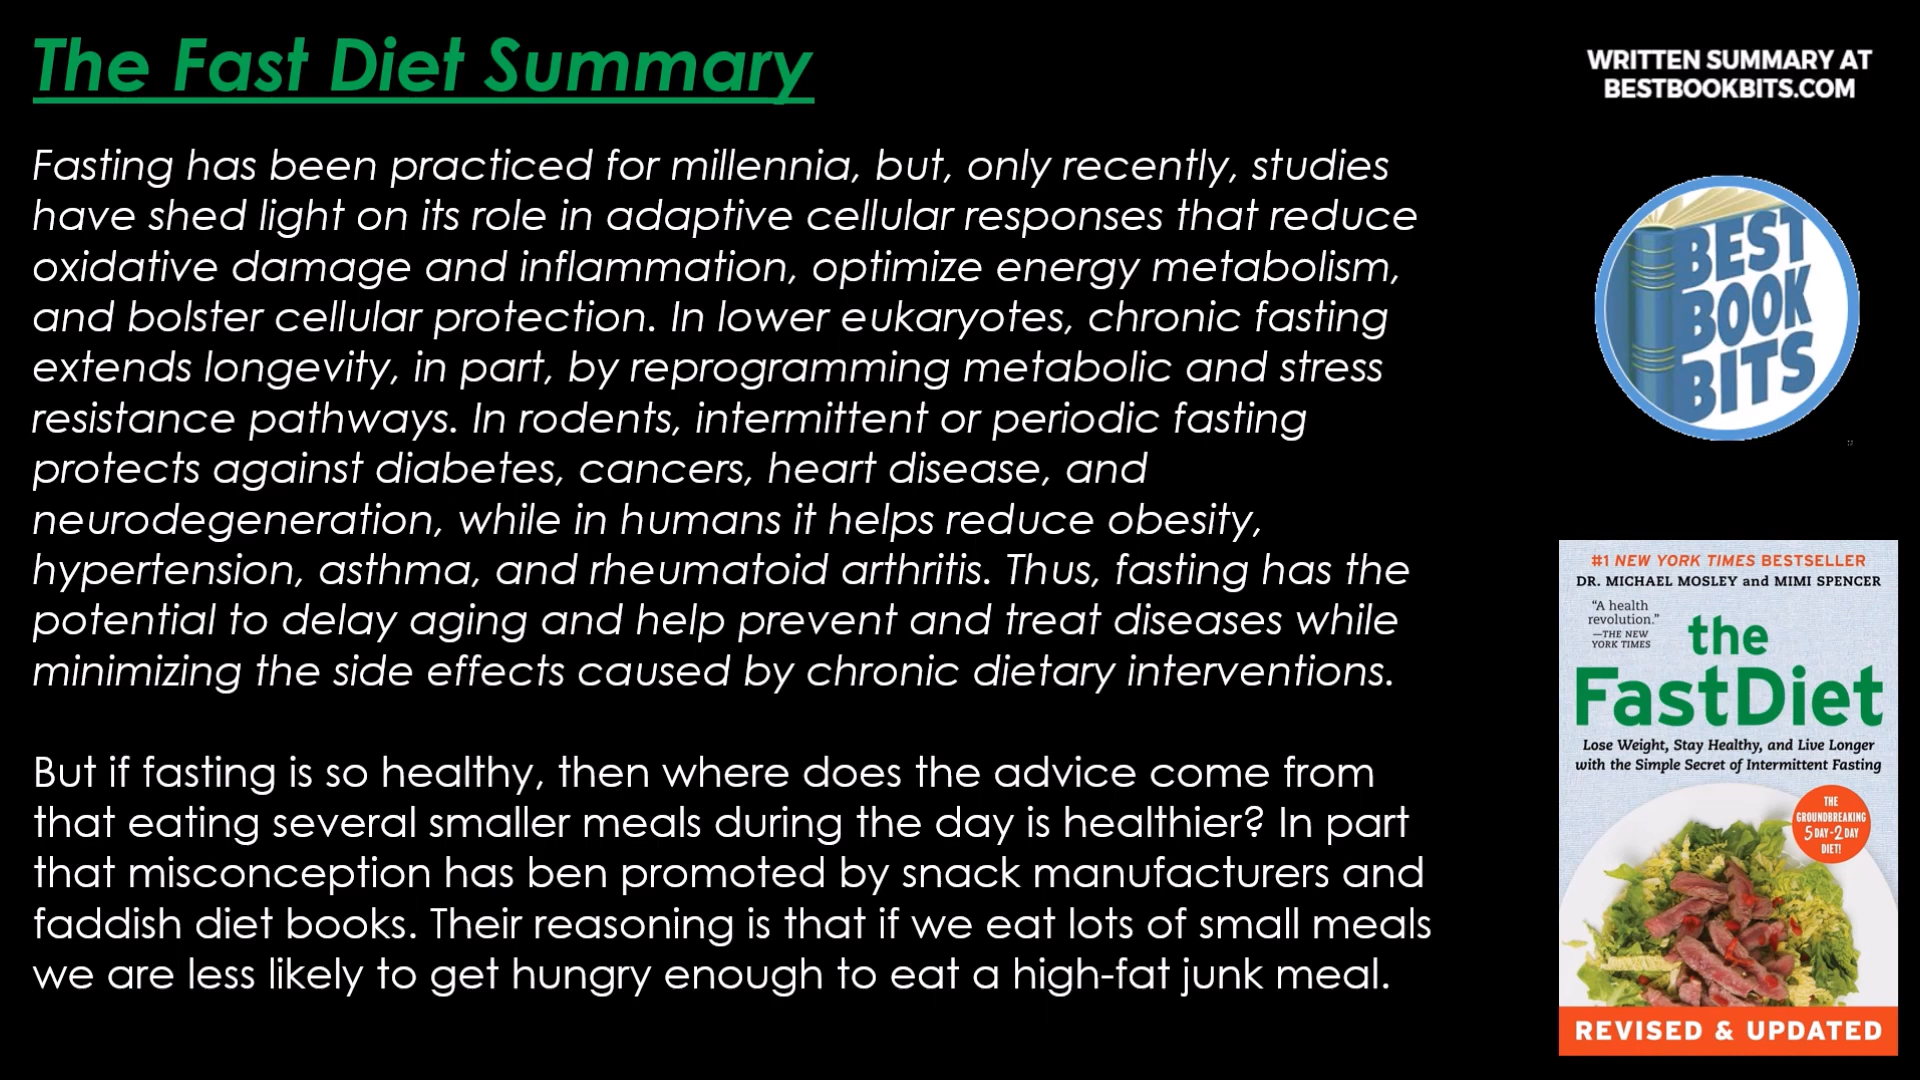 The Fast Diet Summary
WRITTEN SUMMARY AT
BESTBOOKBITS.COM
Fasting has been practiced for millennia, but, only recently, studies
have shed light on its role in adaptive cellular responses that reduce
oxidative damage and inflammation, optimize energy metabolism,
and bolster cellular protection. In lower eukaryotes, chronic fasting
extends longevity, in part, by reprogramming metabolic and stress
resistance pathways. In rodents, intermittent or periodic fasting
protects against diabetes, cancers, heart disease, and
neurodegeneration, while in humans it helps reduce obesity,
hypertension, asthma, and rheumatoid arthritis. Thus, fasting has the
potential to delay aging and help prevent and treat diseases while
minimizing the side effects caused by chronic dietary interventions.
But if fasting is so healthy, then where does the advice come from
that eating several smaller meals during the day is healthier? In part
that misconception has ben promoted by snack manufacturers and
faddish diet books. Their reasoning is that if we eat lots of small meals
we are less likely to get hungry enough to eat a high-fat junk meal.
BEST
BOOK
BITS
#1 NEW YORK TIMES BESTSELLER
DR. MICHAEL MOSLEY and MIMI SPENCER
"A health
revolution."
—THE NEW
YORK TIMES
the
FastDiet
Lose Weight, Stay Healthy, and Live Longer
with the Simple Secret of Intermittent Fasting
THE
GROUNDBREAKING
5 DAY-2 DAY
DIET!
REVISED & UPDATED